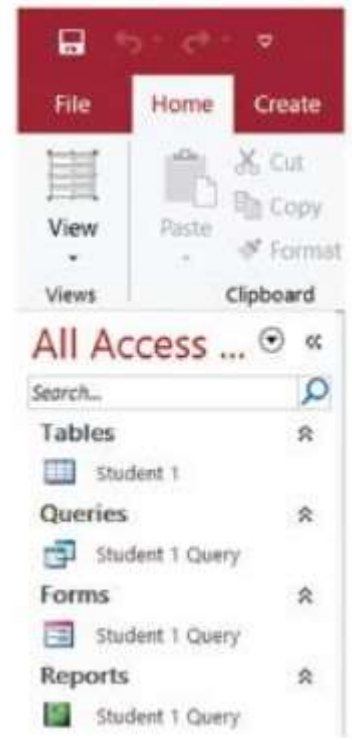 File Home Create
View
Paste
Cut
Copy
Format
Views Clipboard
All Access ...
Search...
Tables
Student 1
Queries
Student 1 Query
Forms
Student 1 Query
Reports
Student 1 Query